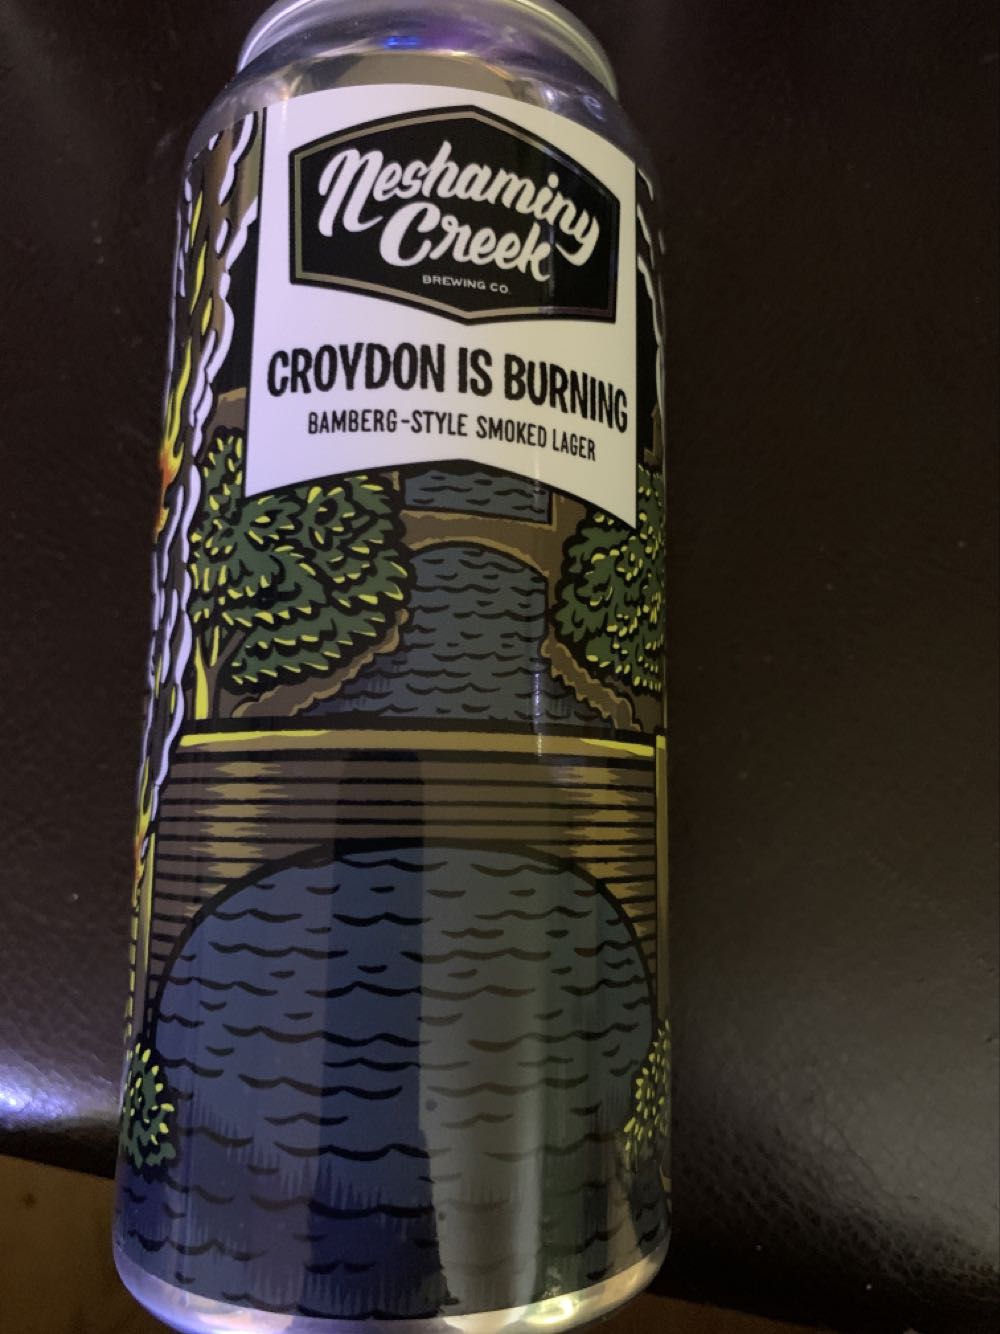 Neshaminy
Creek
BREWING CO.
CROYDON IS BURNING
BAMBERG-STYLE SMOKED LAGER